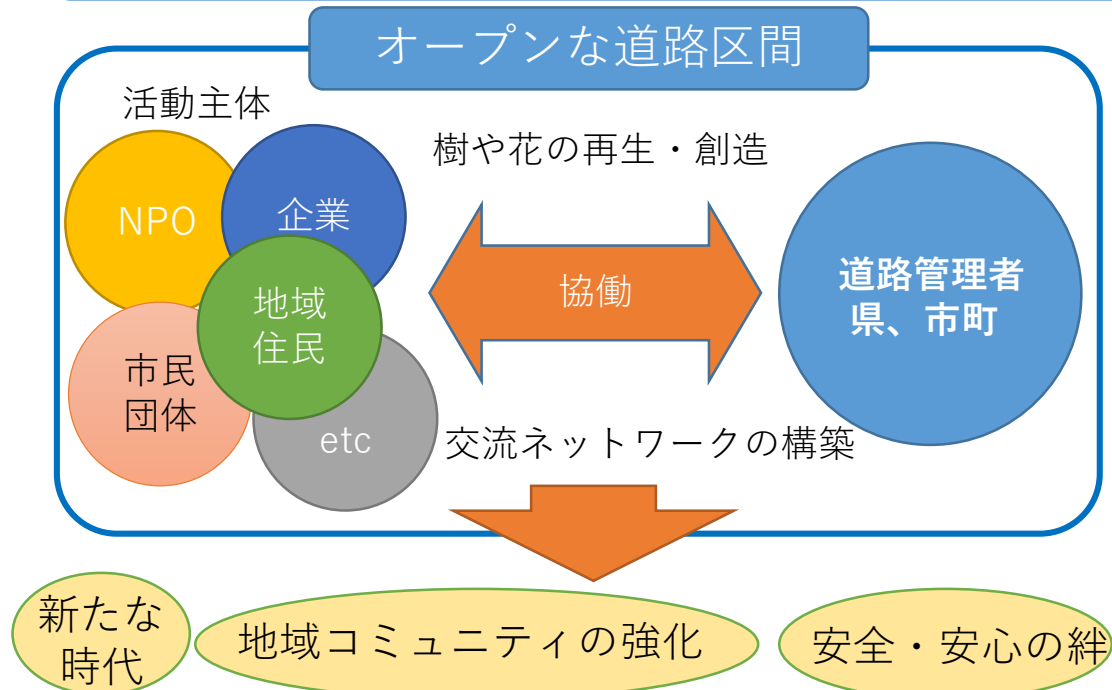 オープンな道路区間
活動主体
樹や花の再生・創造
NPO
企業
地域
住民
市民
団体
etc
協働
道路管理者
県、市町
交流ネットワークの構築
新たな
時代
地域コミュニティの強化
安全・安心の絆